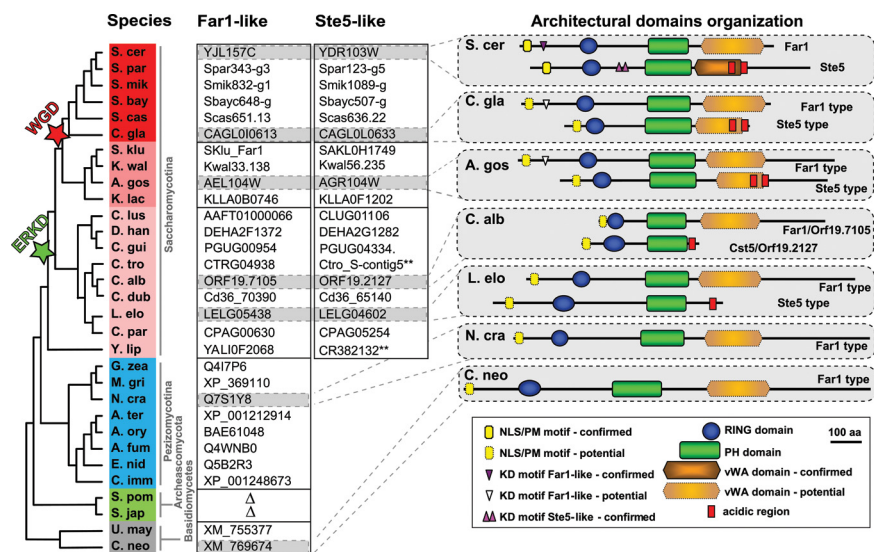 Species Far1-like Ste5-like Architectural domains organization
S. cer YJL157C YDR103W
S. par Spar343-g3 Spar123-g5
S. mik Smik832-g1 Smik1089-g
S. bay Sbayc648-g Sbayc507-g
S. cas Scas651.13 Scas636.22
C. gla CAGL0I0613 CAGL0L0633
S. klu SKlu_Far1 SAKL0H1749
K. wal Kwal33.138 Kwal56.235
A. gos AEL104W AGR104W
K. lac KLLA0B0746 KLLA0F1202
C. lus AAFT01000066 CLUG01106
D. han DEHA2F1372 DEHA2G1282
C. gui PGUG00954 PGUG04334.
C. tro CTRG04938 Ctro_S-contig5**
C. alb ORF19.7105 ORF19.2127
C. dub Cd36_70390 Cd36_65140
L. elo LELG05438 LELG04602
C. par CPAG00630 CPAG05254
Y. lip YALI0F2068 CR382132**
G. zea Q4I7P6
M. gri XP_369110
N. cra Q7S1Y8
A. ter XP_001212914
A. ory BAE61048
A. fum Q4WNB0
E. nid Q5B2R3
C. imm XP_001248673
S. pom Δ
S. jap Δ
U. may XM_755377
C. neo XM_769674
WGD
ERKD
Saccharomycotina
Pezizomycotina
Archeascomycota
Basidiomycetes
S. cer
Far1
Ste5
C. gla
Far1 type
Ste5 type
A. gos
Far1 type
Ste5 type
C. alb
Far1/Orf19.7105
Cst5/Orf19.2127
L. elo
Far1 type
Ste5 type
N. cra
Far1 type
C. neo
Far1 type
NLS/PM motif - confirmed
NLS/PM motif - potential
KD motif Far1-like - confirmed
KD motif Far1-like - potential
KD motif Ste5-like - confirmed
RING domain
PH domain
vWA domain - confirmed
vWA domain - potential
acidic region
100 aa